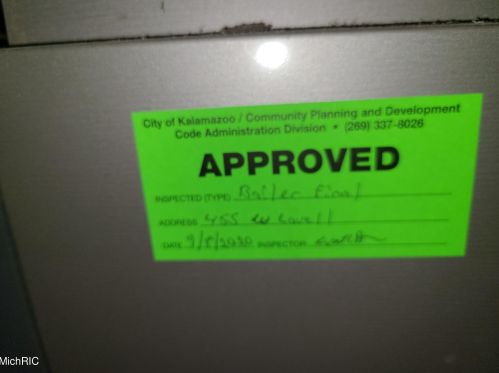 City of Kalamazoo / Community Planning and Development
Code Administration Division • (269) 337-8026
APPROVED
INSPECTED (TYPE) Boiler Final
ADDRESS 455 W Lovell
DATE 9/8/2020 INSPECTOR
MichRIC